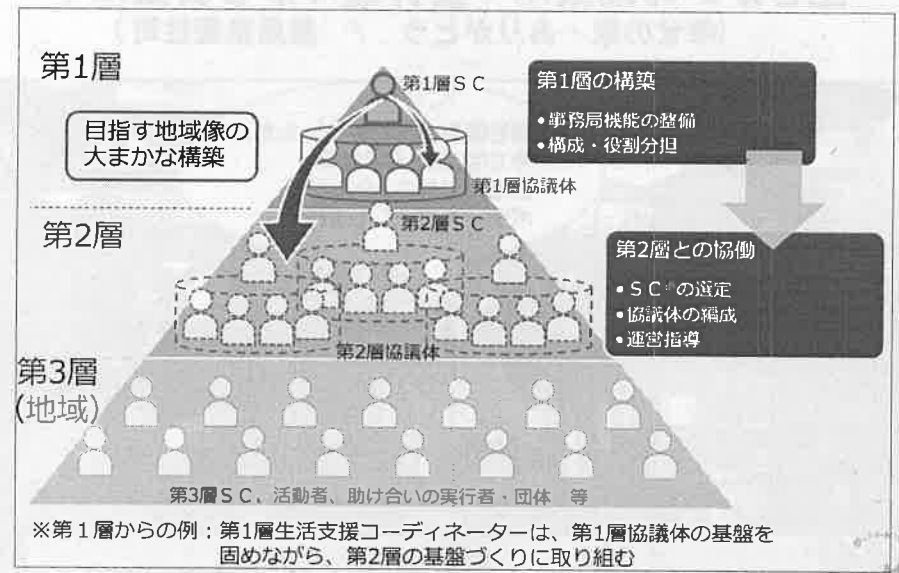 第1層
第1層SC
第1層の構築
•事務局機能の整備
•構成・役割分担
目指す地域像の
大まかな構築
第1層協議体
第2層
第2層SC
第2層との協働
•SC の選定
•協議体の編成
•運営指導
第2層協議体
第3層
(地域)
第3層SC、活動者、助け合いの実行者・団体 等
※第1層からの例：第1層生活支援コーディネーターは、第1層協議体の基盤を
固めながら、第2層の基盤づくりに取り組む